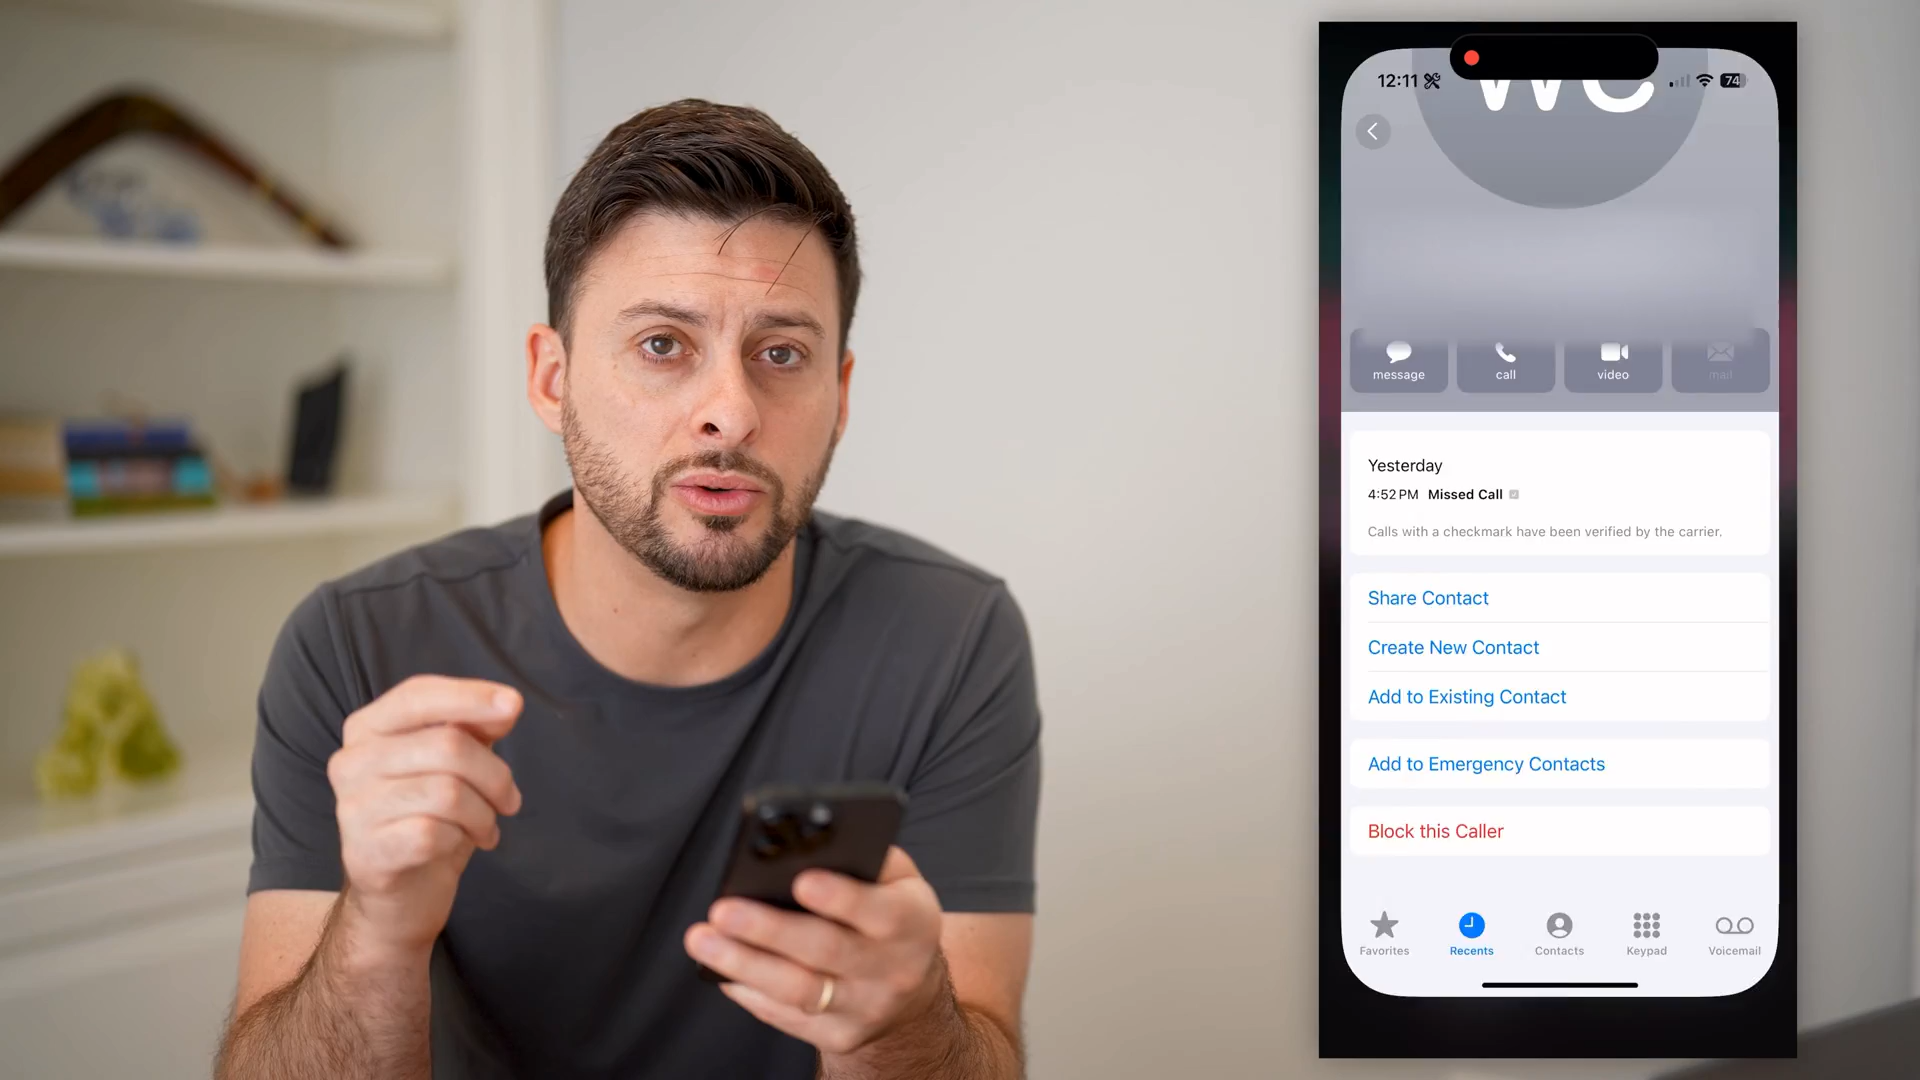 12:11
74
WC
message call video mail
Yesterday
4:52 PM Missed Call
Calls with a checkmark have been verified by the carrier.
Share Contact
Create New Contact
Add to Existing Contact
Add to Emergency Contacts
Block this Caller
Favorites Recents Contacts Keypad Voicemail